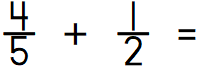 4/5 + 1/2 =